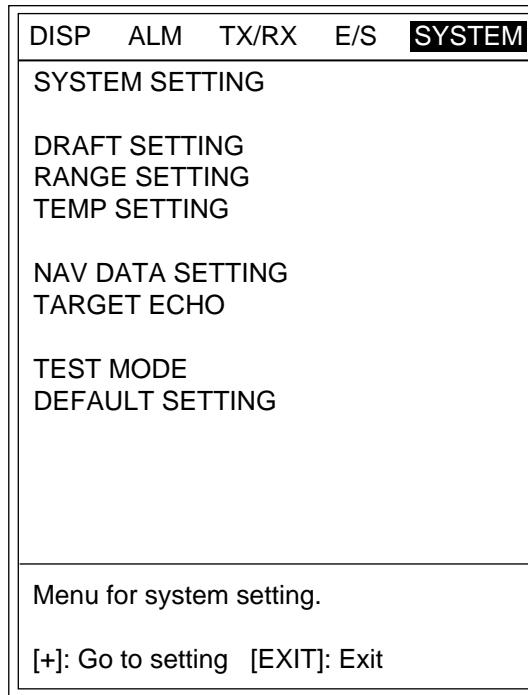 DISP ALM TX/RX E/S SYSTEM
SYSTEM SETTING
DRAFT SETTING
RANGE SETTING
TEMP SETTING
NAV DATA SETTING
TARGET ECHO
TEST MODE
DEFAULT SETTING
Menu for system setting.
[+]: Go to setting [EXIT]: Exit